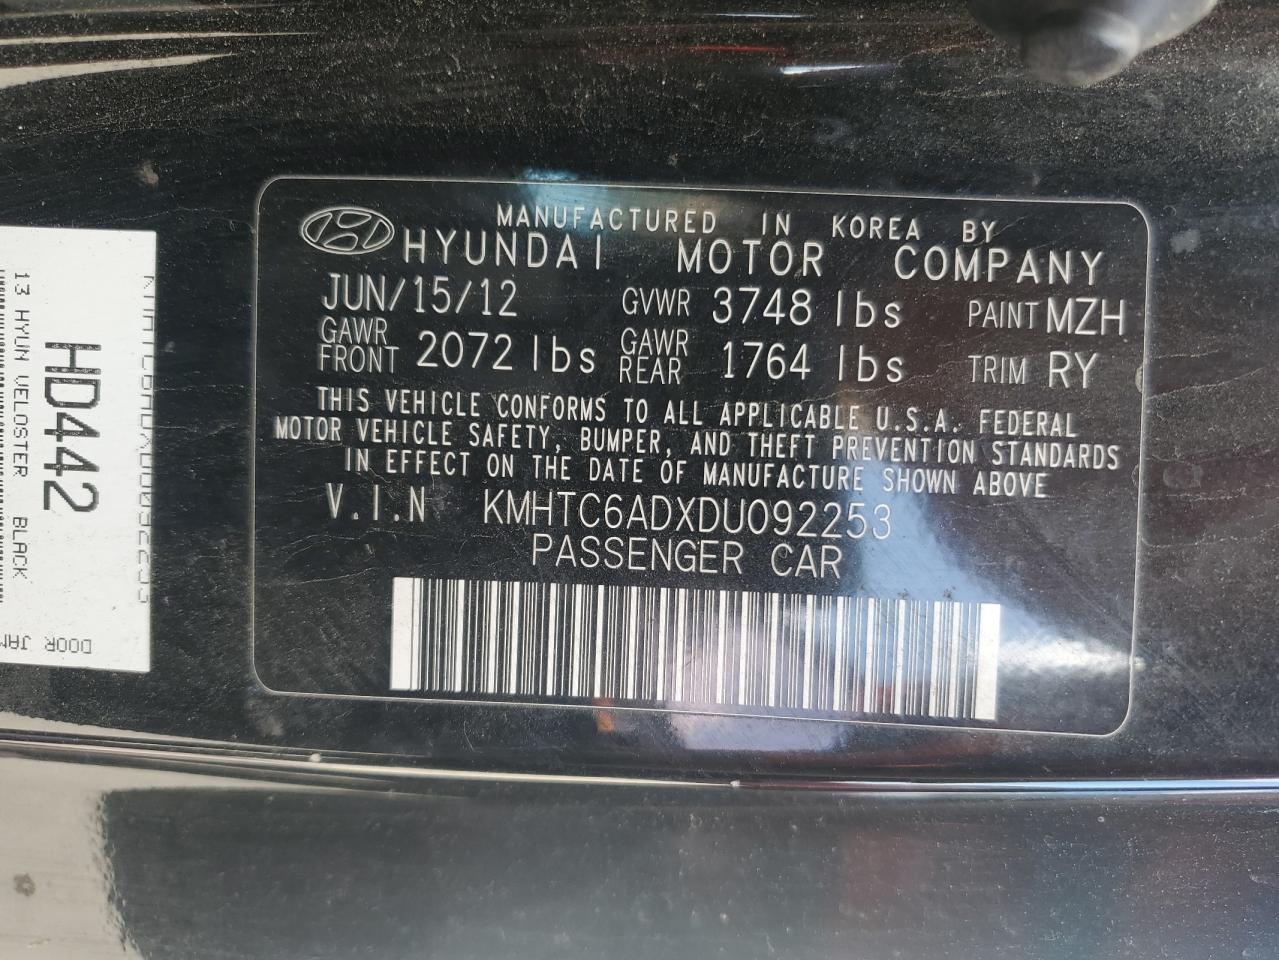 MANUFACTURED IN KOREA BY
HYUNDAI MOTOR COMPANY
JUN/15/12 GVWR 3748 lbs PAINT MZH
GAWR FRONT 2072 lbs GAWR REAR 1764 lbs TRIM RY
THIS VEHICLE CONFORMS TO ALL APPLICABLE U.S.A. FEDERAL
MOTOR VEHICLE SAFETY, BUMPER, AND THEFT PREVENTION STANDARDS
IN EFFECT ON THE DATE OF MANUFACTURE SHOWN ABOVE
V.I.N KMHTC6ADXDU092253
PASSENGER CAR
HD442
13 HYUN VELOSTER BLACK
DOOR JAM